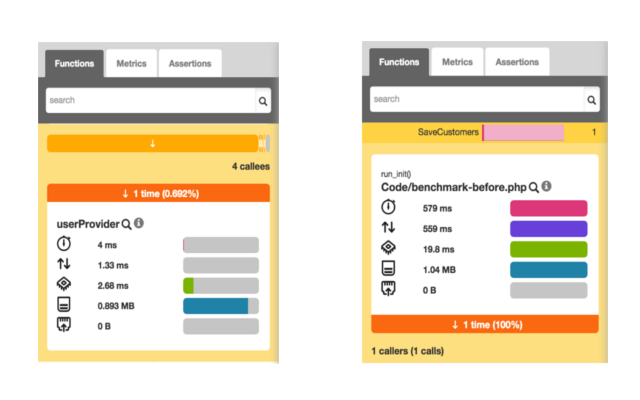 Functions Metrics Assertions
search
↓
4 callees
↓ 1 time (0.692%)
userProvider
4 ms
1.33 ms
2.68 ms
0.893 MB
0 B
Functions Metrics Assertions
search
SaveCustomers 1
run_init()
Code/benchmark-before.php
579 ms
559 ms
19.8 ms
1.04 MB
0 B
↓ 1 time (100%)
1 callers (1 calls)